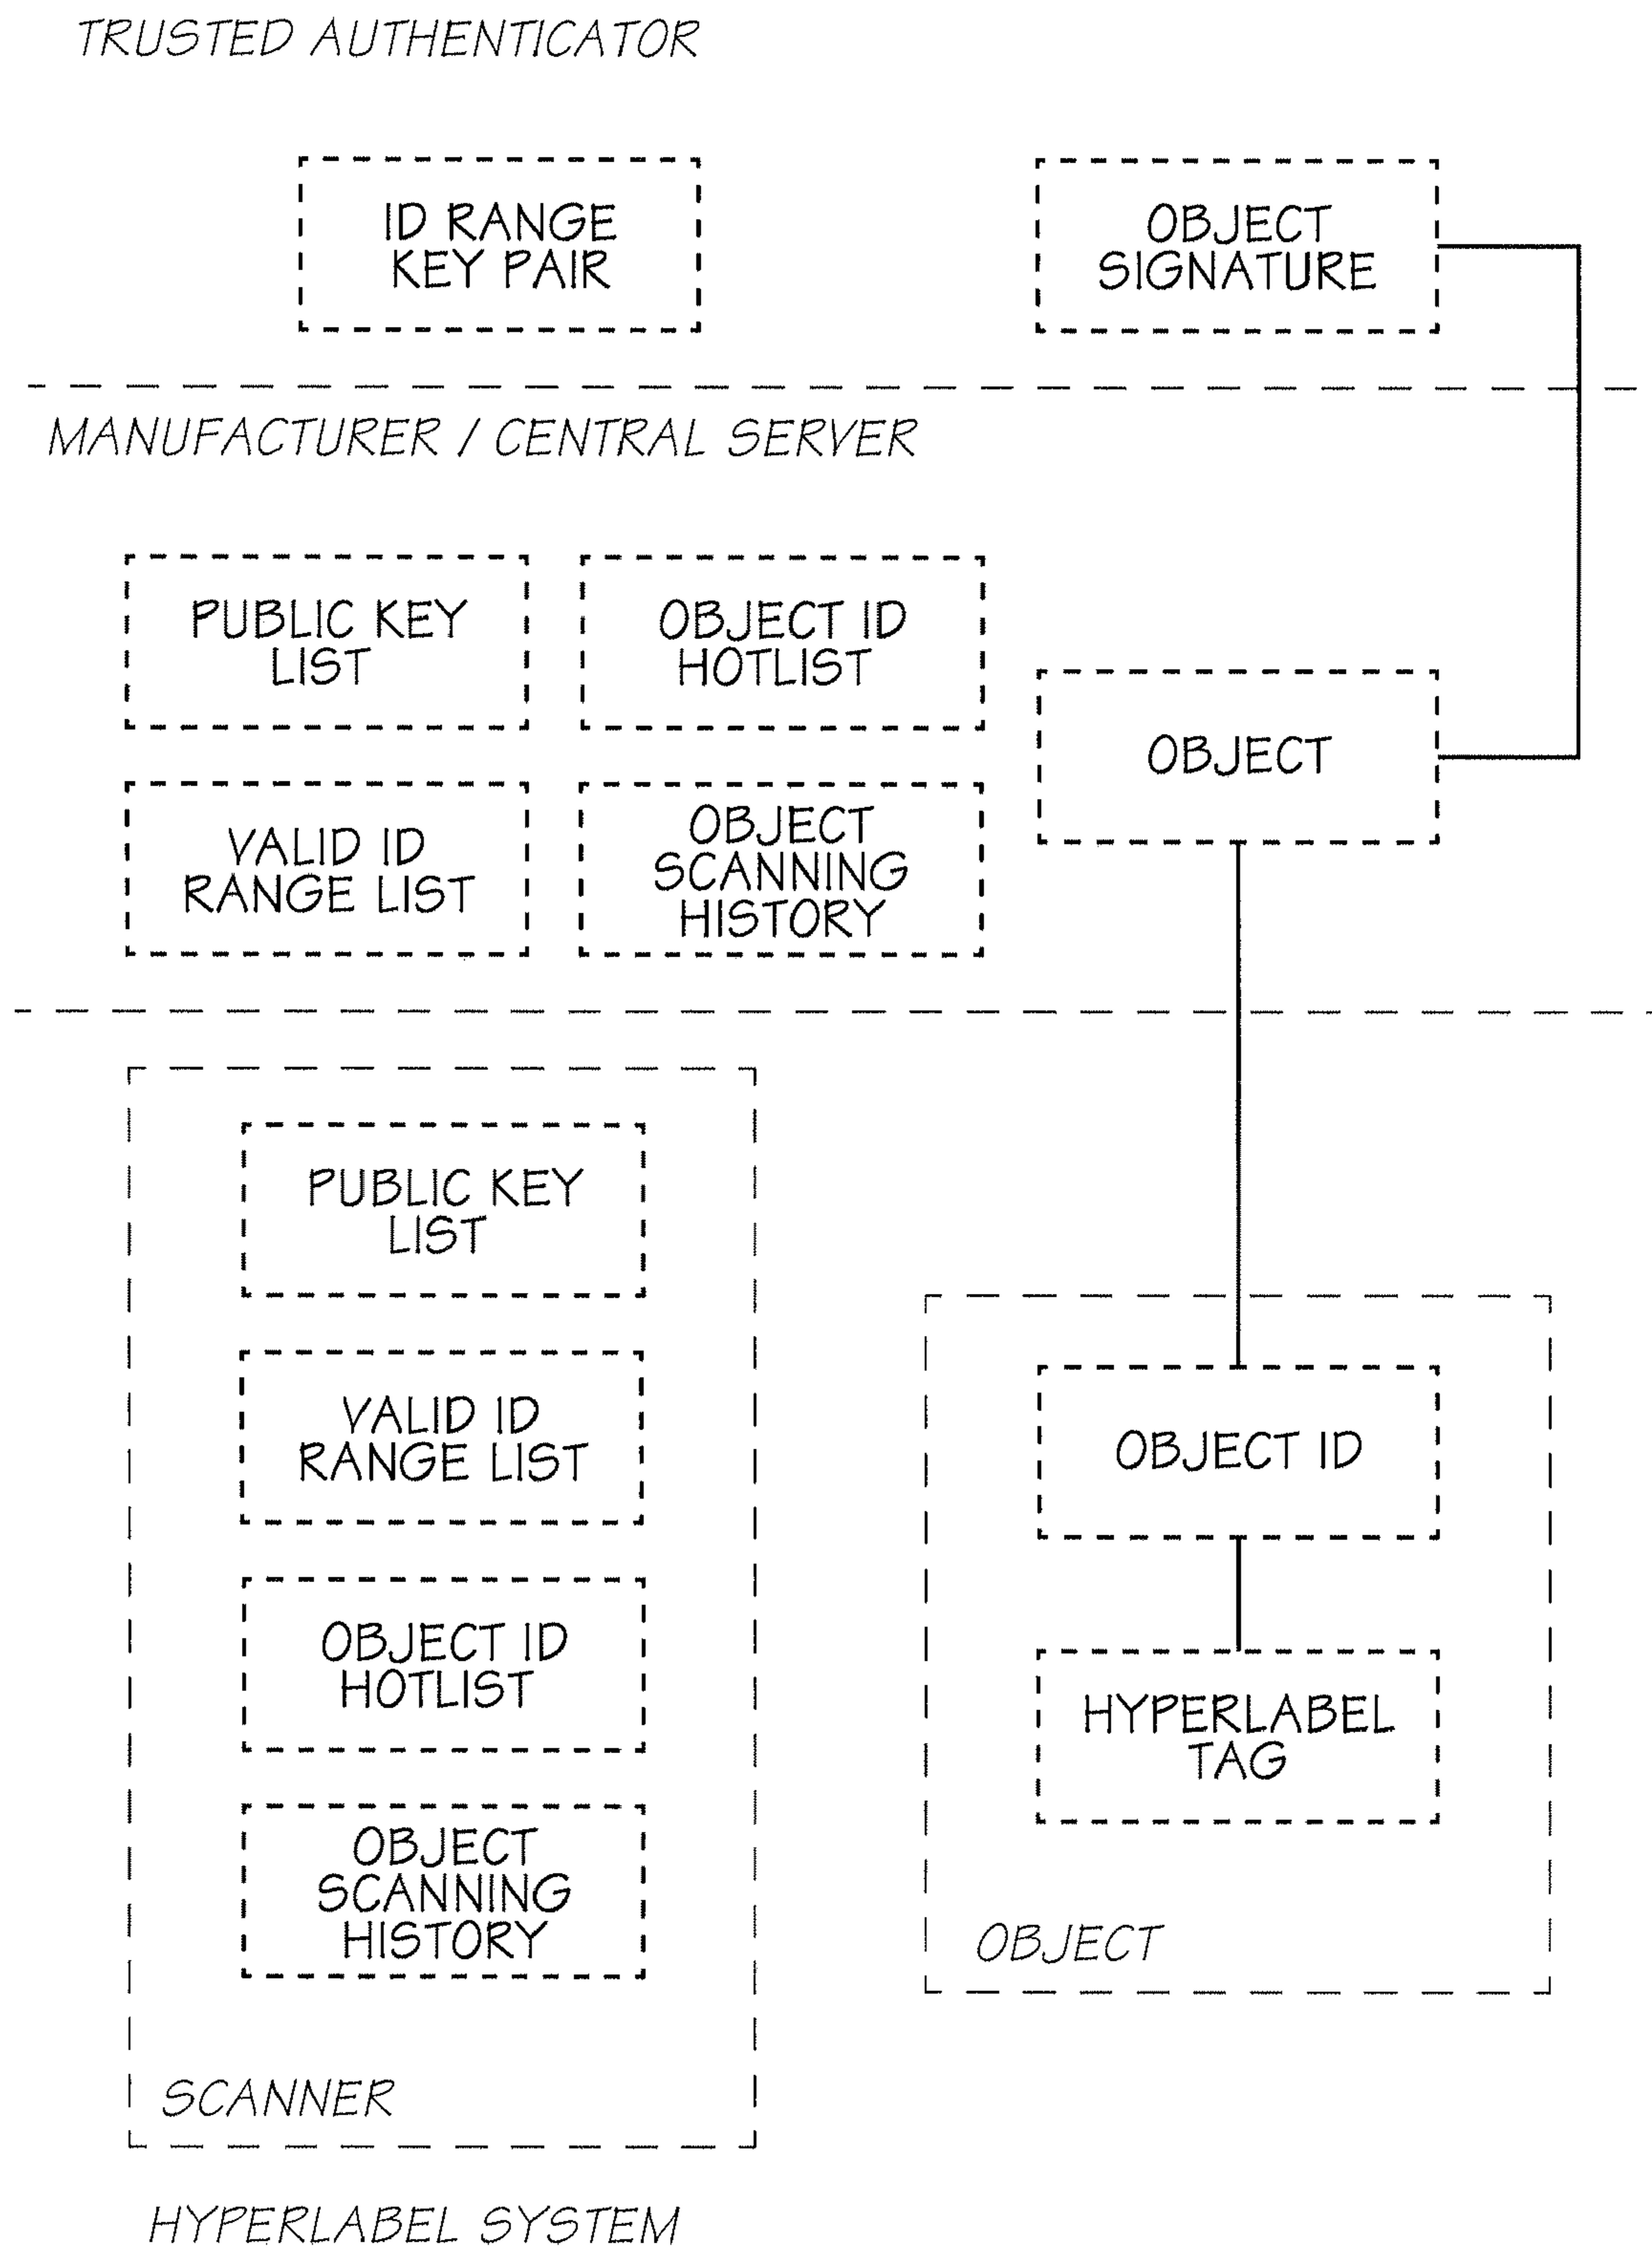 TRUSTED AUTHENTICATOR
ID RANGE
KEY PAIR
OBJECT
SIGNATURE
MANUFACTURER / CENTRAL SERVER
PUBLIC KEY
LIST
OBJECT ID
HOTLIST
OBJECT
VALID ID
RANGE LIST
OBJECT
SCANNING
HISTORY
PUBLIC KEY
LIST
VALID ID
RANGE LIST
OBJECT ID
HOTLIST
OBJECT
SCANNING
HISTORY
SCANNER
OBJECT ID
HYPERLABEL
TAG
OBJECT
HYPERLABEL SYSTEM